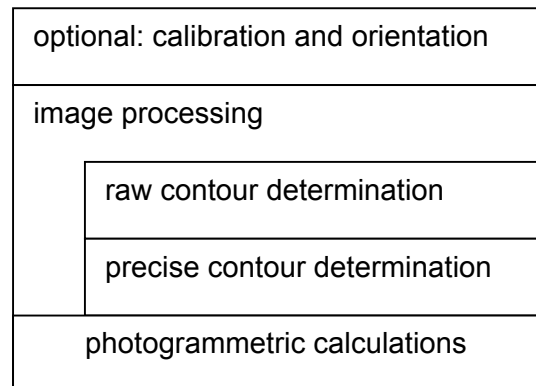 optional: calibration and orientation
image processing
raw contour determination
precise contour determination
photogrammetric calculations